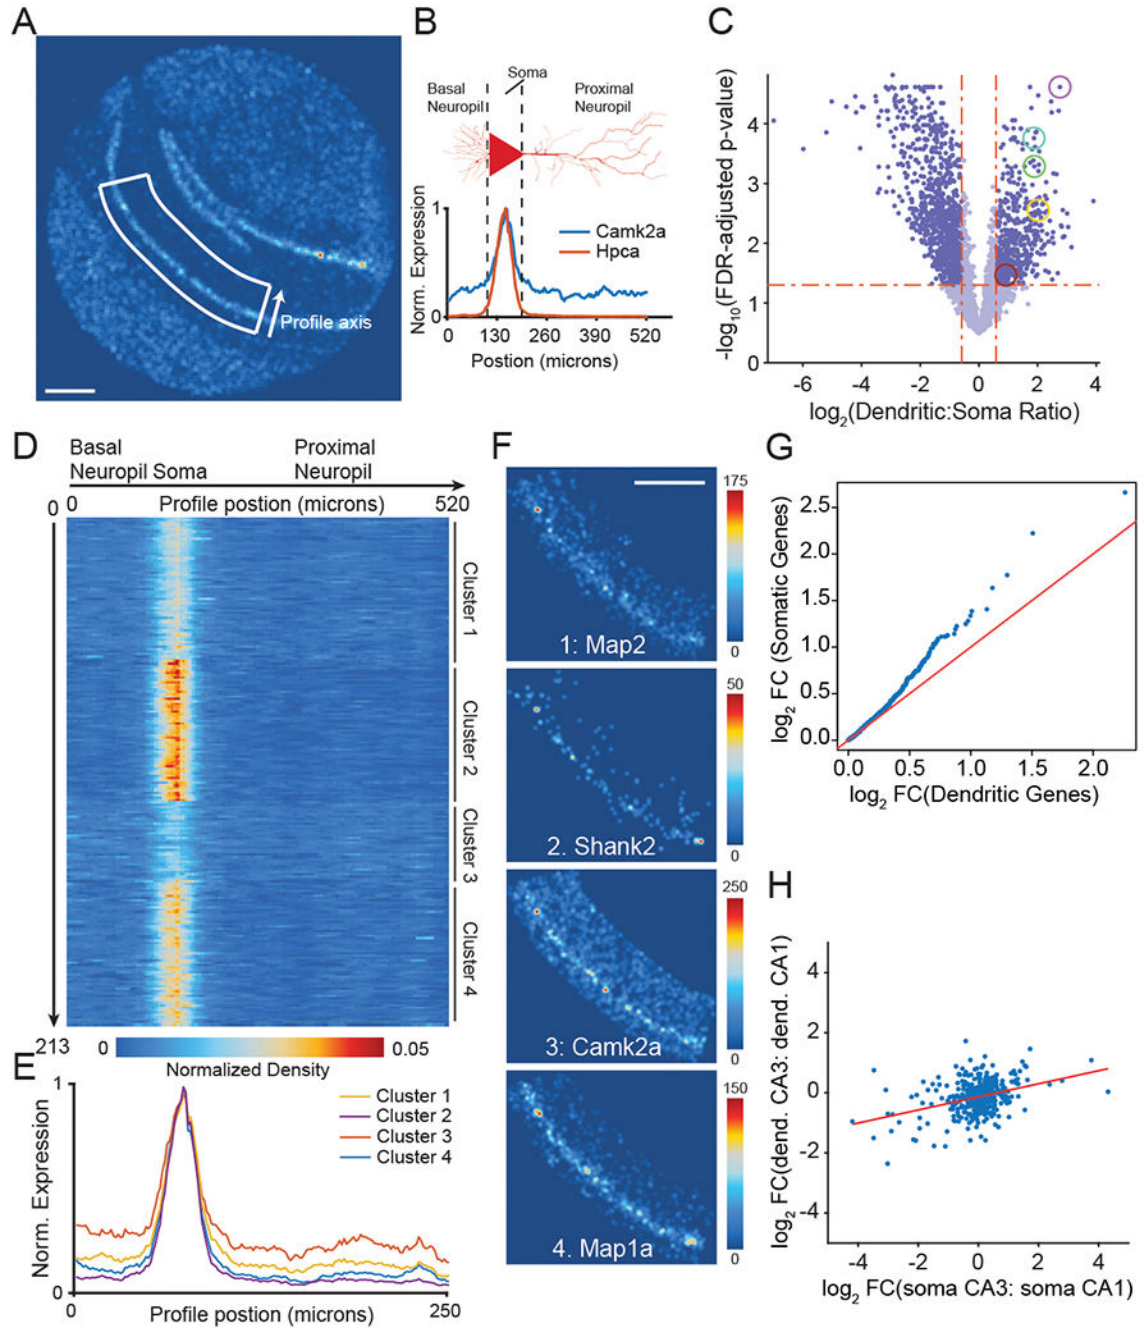 A
Profile axis
B
Soma
Basal
Neuropil
Proximal
Neuropil
Norm. Expression
1
0
Camk2a
Hpca
0 130 260 390 520
Postion (microns)
C
-log10(FDR-adjusted p-value)
4
3
2
1
0
-6 -4 -2 0 2 4
log2(Dendritic:Soma Ratio)
D
Basal
Neuropil Soma
Proximal
Neuropil
0 Profile postion (microns) 520
0
Cluster 1
Cluster 2
Cluster 3
Cluster 4
213
0 0.05
Normalized Density
E
Norm. Expression
1
0
Cluster 1
Cluster 2
Cluster 3
Cluster 4
0 250
Profile postion (microns)
F
175
1: Map2
0
50
2. Shank2
0
250
3: Camk2a
0
150
4. Map1a
0
G
log2 FC (Somatic Genes)
2.5
2.0
1.5
1.0
0.5
0.0
0.0 0.5 1.0 1.5 2.0
log2 FC(Dendritic Genes)
H
log2 FC(dend. CA3: dend. CA1)
4
2
0
-2
-4
-4 -2 0 2 4
log2 FC(soma CA3: soma CA1)